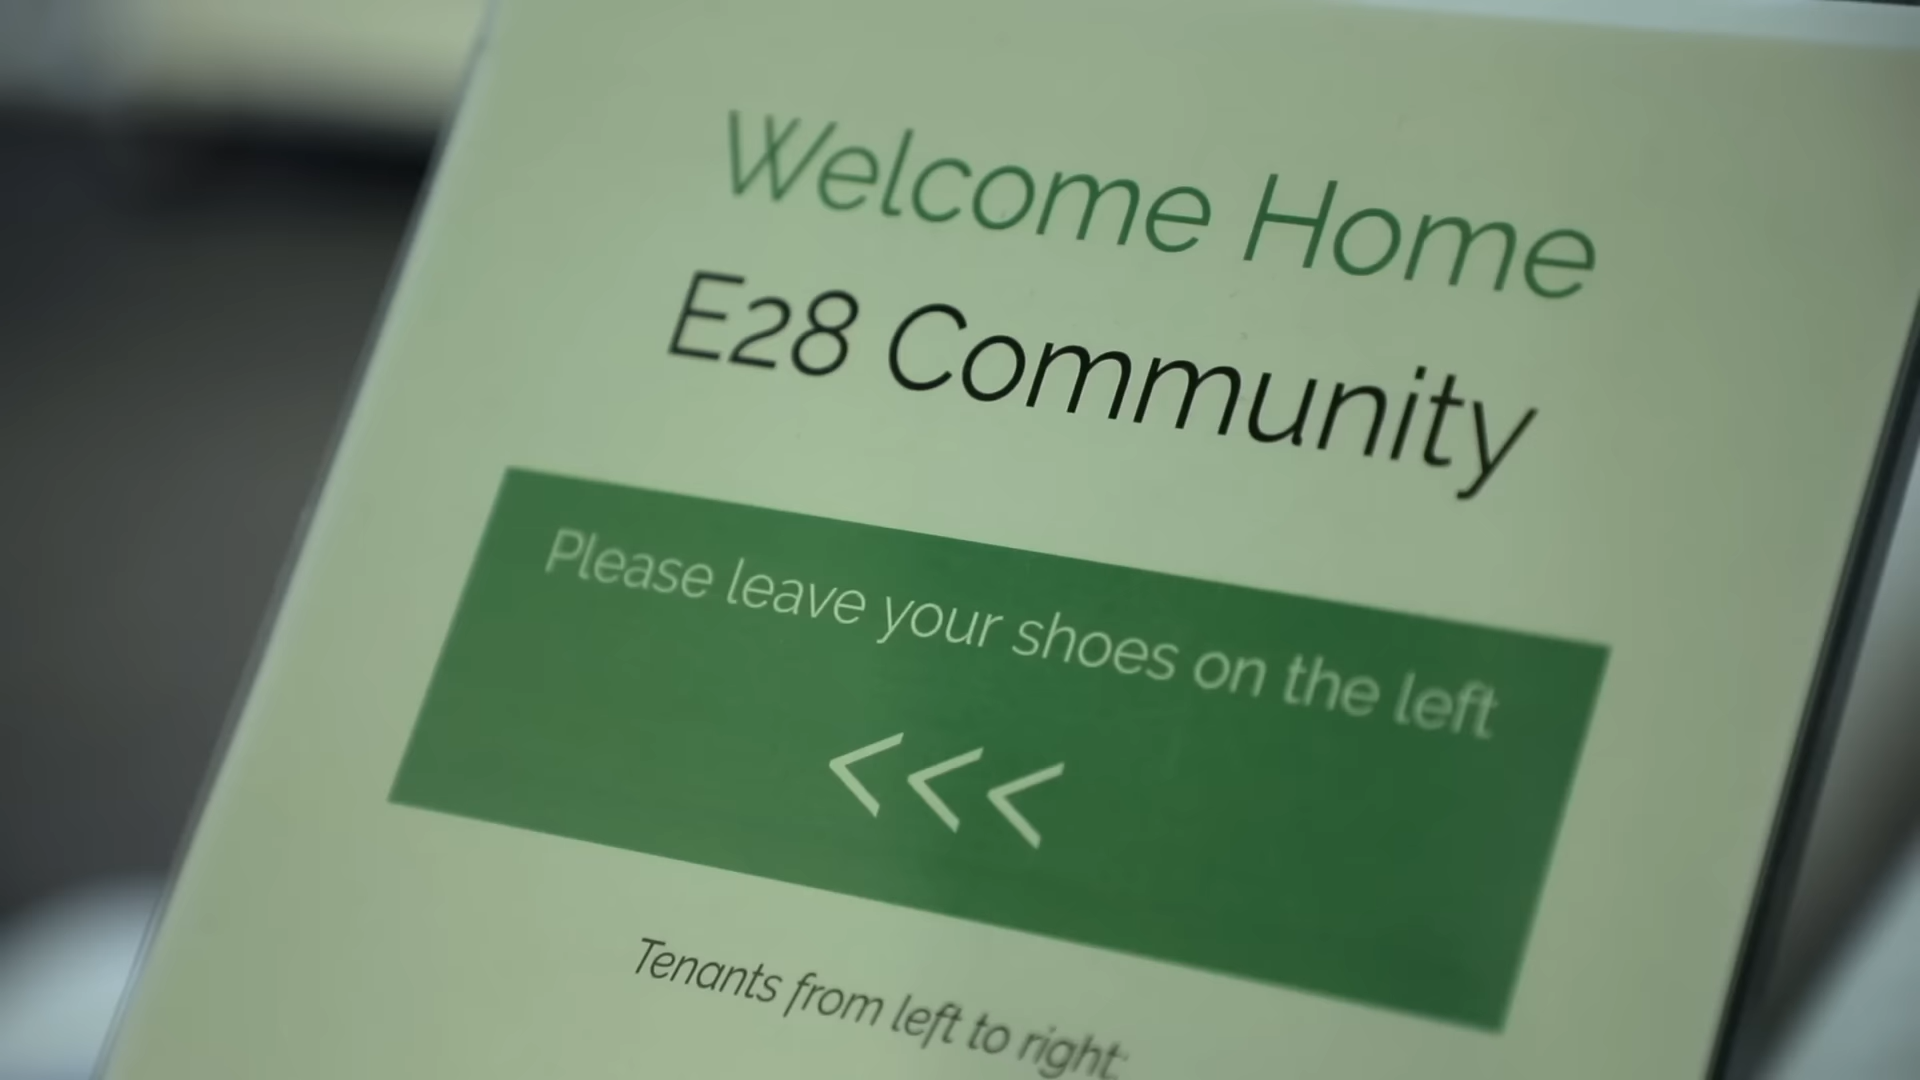 Welcome Home
E28 Community
Please leave your shoes on the left
<<<
Tenants from left to right: